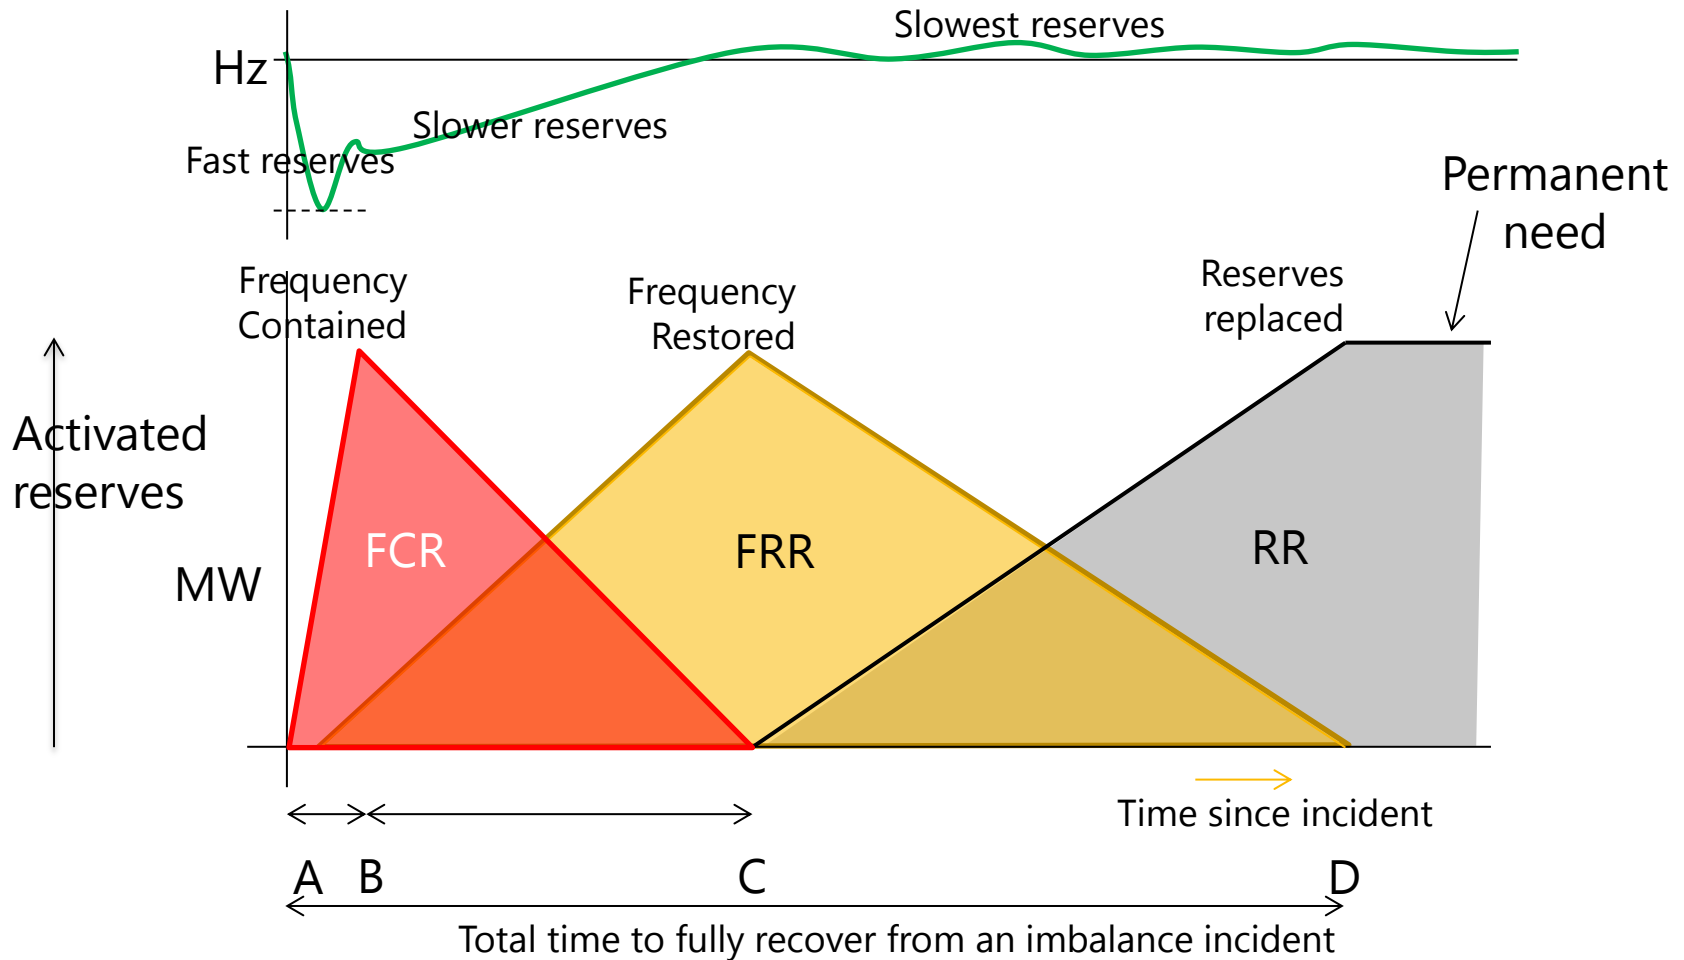 Slowest reserves
Hz
Slower reserves
Fast reserves
Permanent
need
Frequency
Contained
Frequency
Restored
Reserves
replaced
Activated
reserves
FCR
FRR
RR
MW
Time since incident
A
B
C
D
Total time to fully recover from an imbalance incident